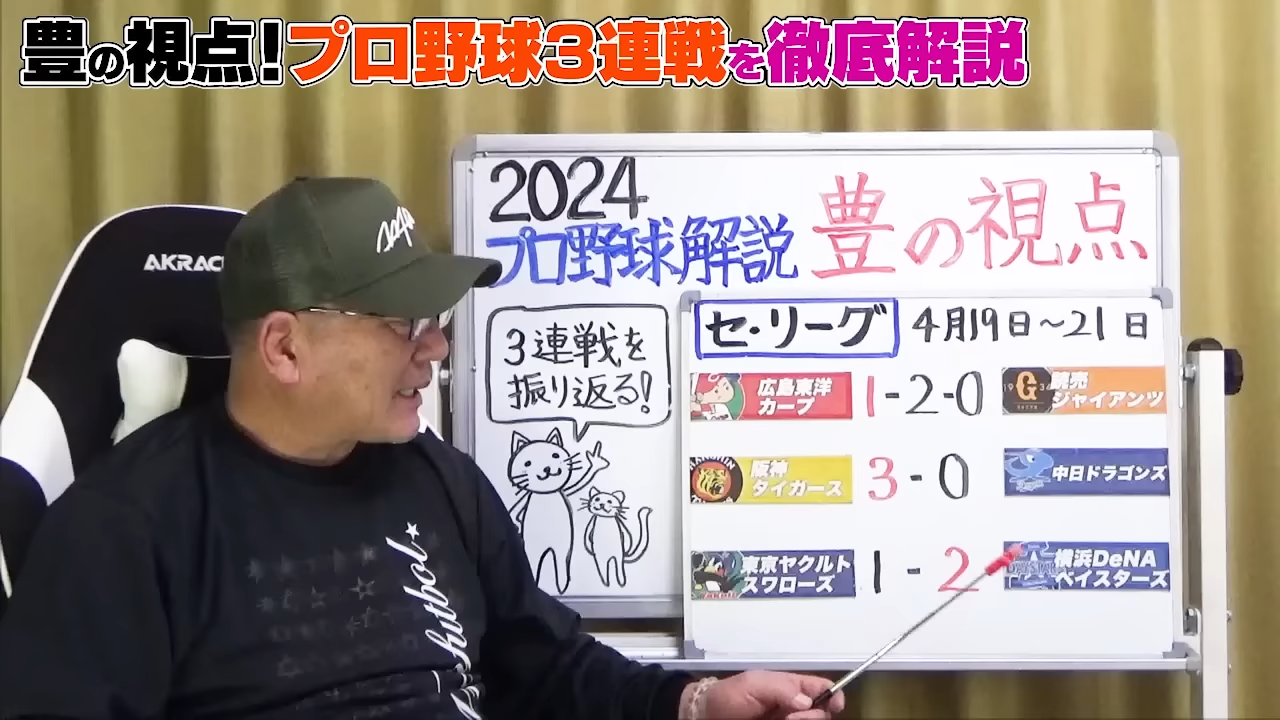 豊の視点!プロ野球3連戦を徹底解説
2024
プロ野球解説
豊の視点
AKRAC
3連戦を
振り返る!
セ・リーグ
4月19日～21日
広島東洋
カープ
1-2-0
読売
ジャイアンツ
阪神
タイガース
3-0
中日ドラゴンズ
東京ヤクルト
スワローズ
1-2
横浜DeNA
ベイスターズ